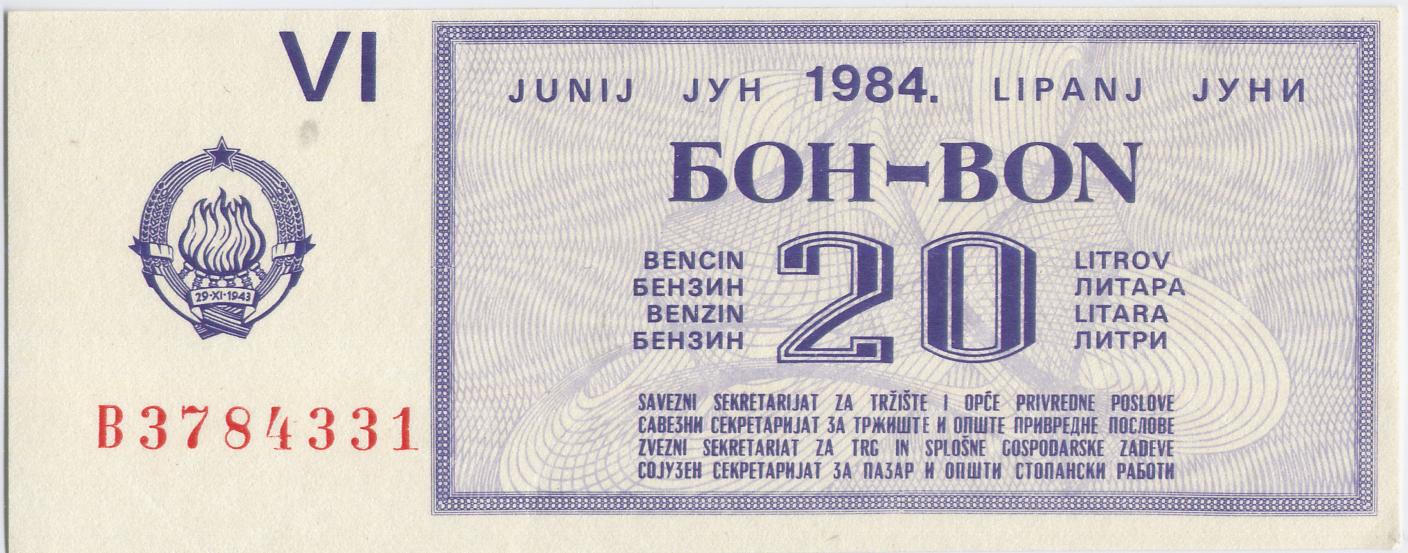 VI
JUNIJ ЈУН 1984. LIPANJ ЈУНИ
БОН-BON
BENCIN 20 LITROV
БЕНЗИН ЛИТАРА
BENZIN LITARA
БЕНЗИН ЛИТРИ
29·XI·1943
B3784331
SAVEZNI SEKRETARIJAT ZA TRŽIŠTE I OPĆE PRIVREDNE POSLOVE
САВЕЗНИ СЕКРЕТАРИЈАТ ЗА ТРЖИШТЕ И ОПШТЕ ПРИВРЕДНЕ ПОСЛОВЕ
ZVEZNI SEKRETARIAT ZA TRG IN SPLOŠNE GOSPODARSKE ZADEVE
СОЈУЗЕН СЕКРЕТАРИЈАТ ЗА ПАЗАР И ОПШТИ СТОПАНСКИ РАБОТИ